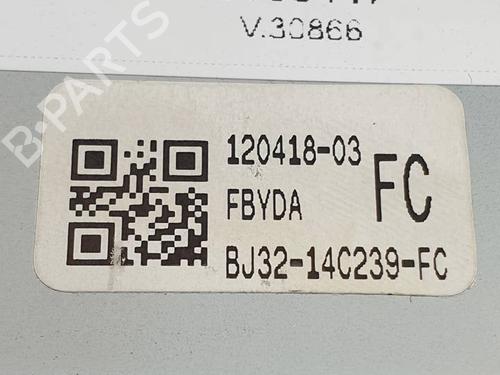 V.30866
120418-03
FC
FBYDA
BJ32-14C239-FC
B-PARTS